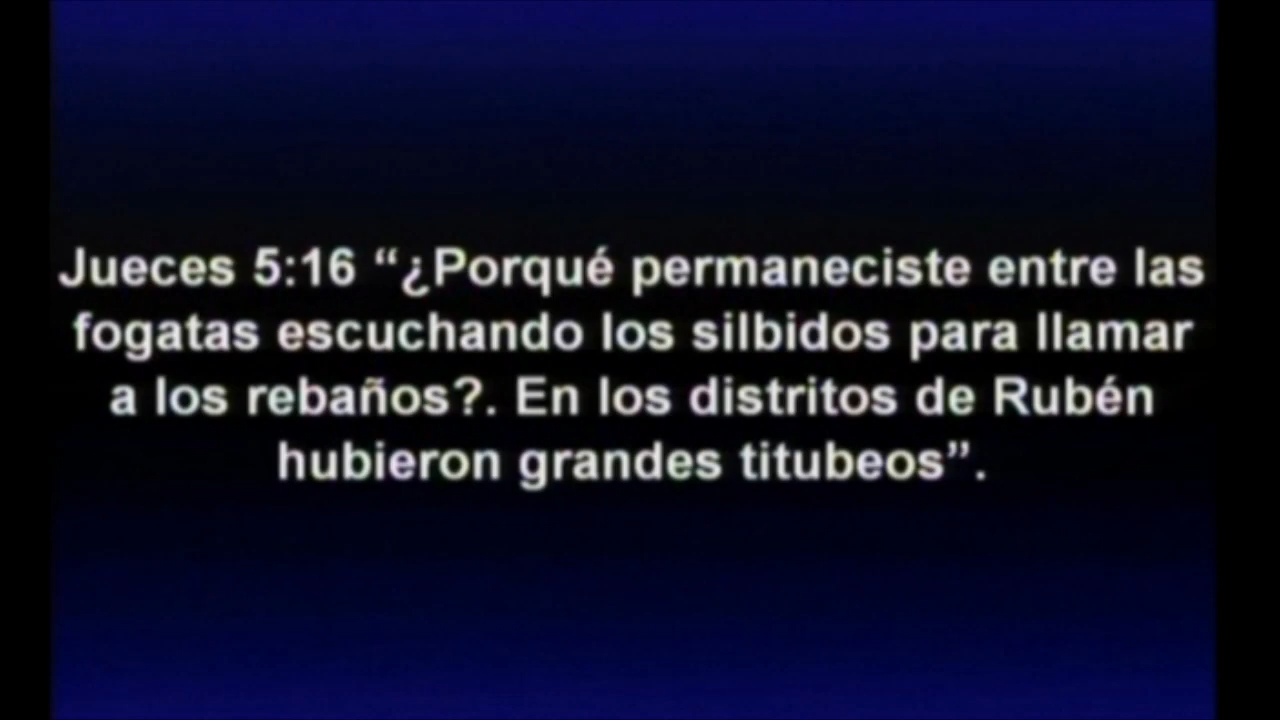 Jueces 5:16 “¿Porqué permaneciste entre las
fogatas escuchando los silbidos para llamar
a los rebaños?. En los distritos de Rubén
hubieron grandes titubeos”.